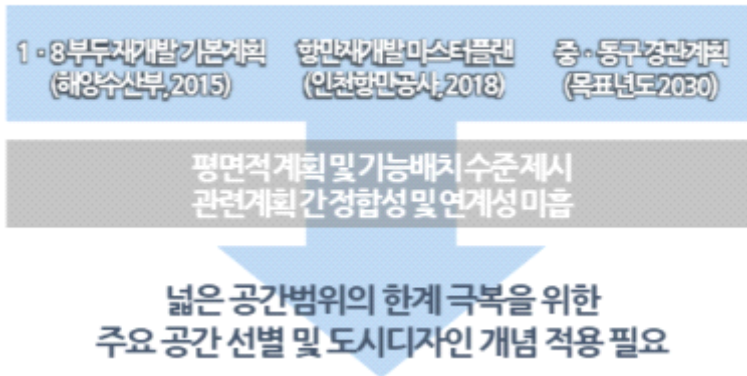 1·8부두 재개발 기본계획 항만재개발 마스터플랜 중·동구 경관계획
(해양수산부,2015) (인천항만공사,2018) (목표년도 2030)
평면적 계획 및 기능배치 수준 제시
관련계획 간 정합성 및 연계성 미흡
넓은 공간범위의 한계 극복을 위한
주요 공간 선별 및 도시디자인 개념 적용 필요